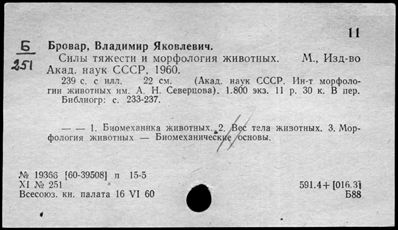 11
Б
251
Бровар, Владимир Яковлевич.
Силы тяжести и морфология животных. М., Изд-во
Акад. наук СССР, 1960.
239 с. с илл. 22 см. (Акад. наук СССР. Ин-т морфоло-
гии животных им. А. Н. Северцова). 1.800 экз. 11 р. 30 к. В пер.
Библиогр: с. 233-237.
— — 1. Биомеханика животных. 2. Вес тела животных. 3. Мор-
фология животных — Биомеханические основы.
№ 19366 [60-39508] п 15-5
XI № 251
Всесоюз. кн. палата 16 VI 60
591.4+[016.3]
Б88